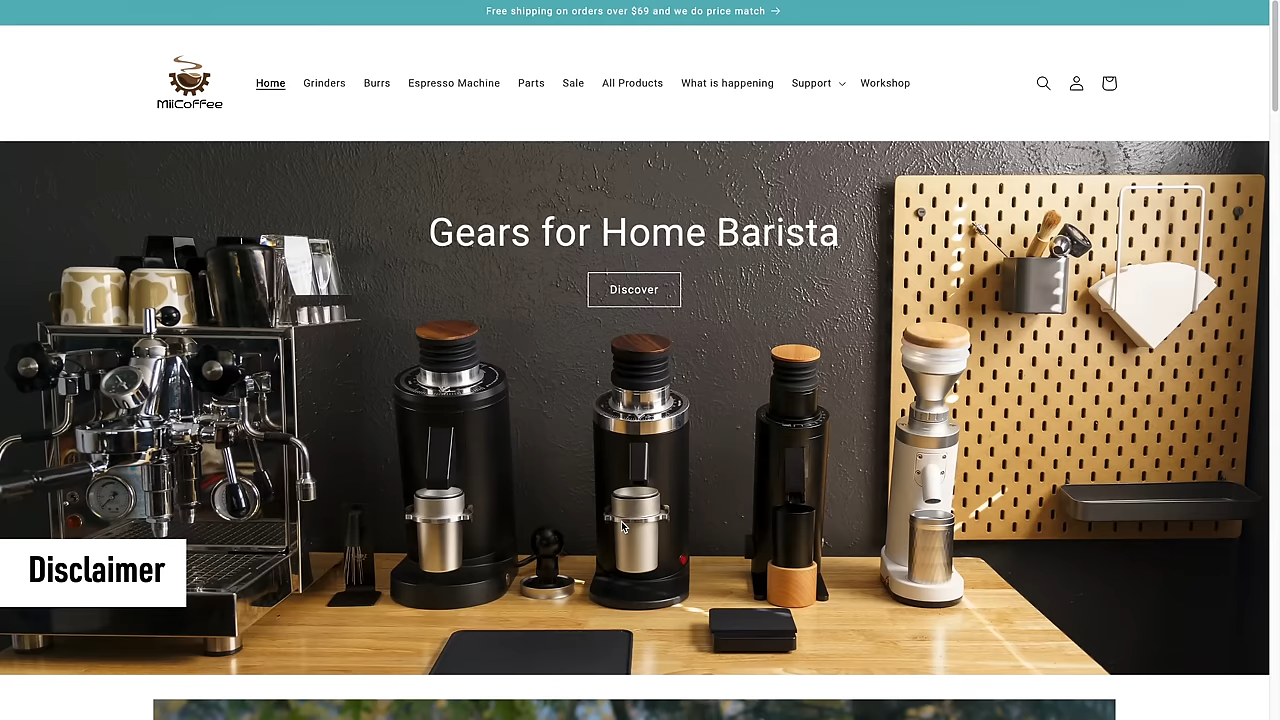 Free shipping on orders over $69 and we do price match →
MiiCoffee
Home Grinders Burrs Espresso Machine Parts Sale All Products What is happening Support Workshop
Gears for Home Barista
Discover
Disclaimer